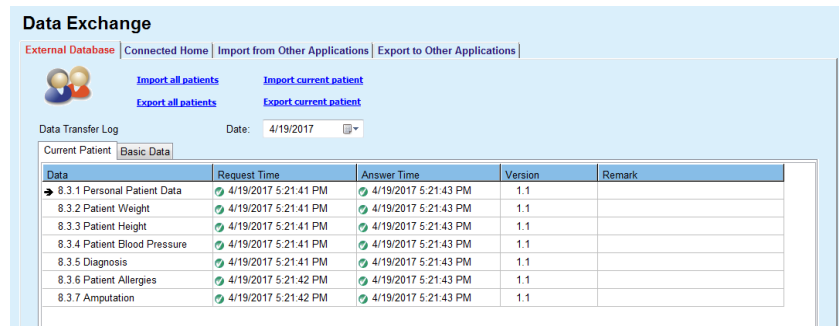 Data Exchange
External Database Connected Home Import from Other Applications Export to Other Applications
Import all patients Import current patient
Export all patients Export current patient
Data Transfer Log Date: 4/19/2017
Current Patient Basic Data
Data Request Time Answer Time Version Remark
8.3.1 Personal Patient Data 4/19/2017 5:21:41 PM 4/19/2017 5:21:43 PM 1.1
8.3.2 Patient Weight 4/19/2017 5:21:41 PM 4/19/2017 5:21:43 PM 1.1
8.3.3 Patient Height 4/19/2017 5:21:41 PM 4/19/2017 5:21:43 PM 1.1
8.3.4 Patient Blood Pressure 4/19/2017 5:21:41 PM 4/19/2017 5:21:43 PM 1.1
8.3.5 Diagnosis 4/19/2017 5:21:41 PM 4/19/2017 5:21:43 PM 1.1
8.3.6 Patient Allergies 4/19/2017 5:21:42 PM 4/19/2017 5:21:43 PM 1.1
8.3.7 Amputation 4/19/2017 5:21:42 PM 4/19/2017 5:21:43 PM 1.1